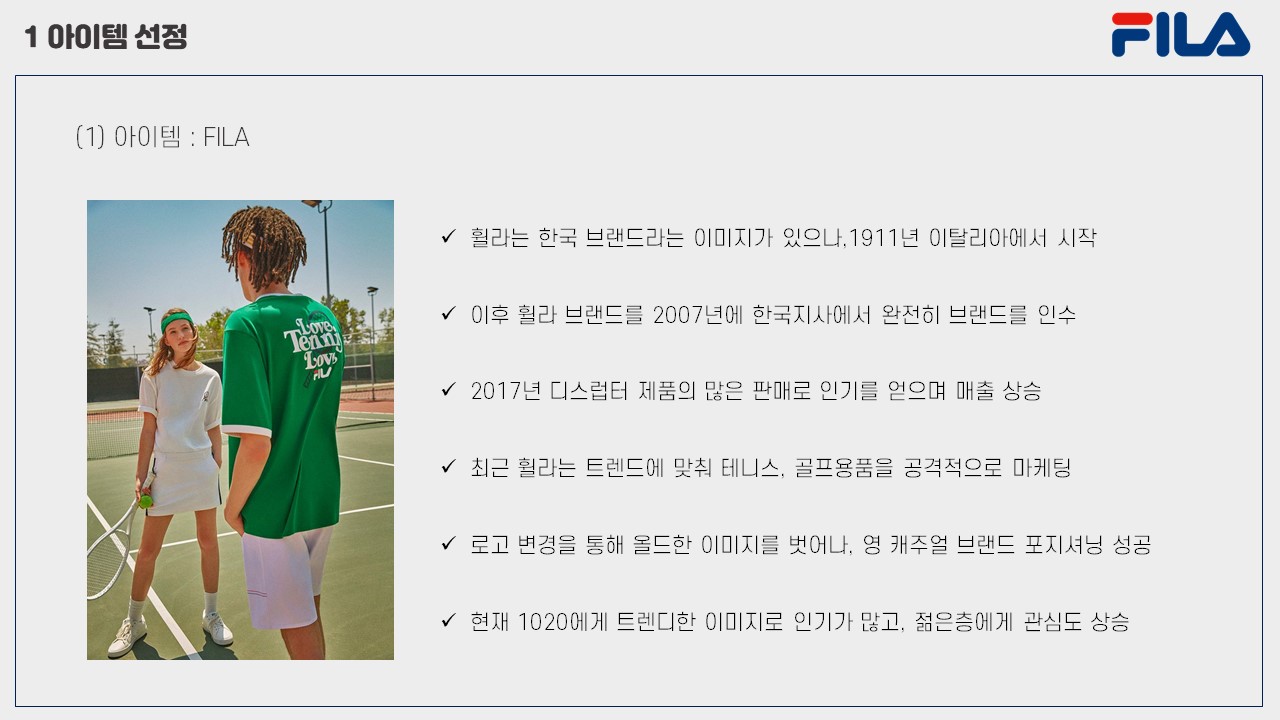 1 아이템 선정
FILA
(1) 아이템 : FILA
✓ 휠라는 한국 브랜드라는 이미지가 있으나,1911년 이탈리아에서 시작
✓ 이후 휠라 브랜드를 2007년에 한국지사에서 완전히 브랜드를 인수
✓ 2017년 디스럽터 제품의 많은 판매로 인기를 얻으며 매출 상승
✓ 최근 휠라는 트렌드에 맞춰 테니스, 골프용품을 공격적으로 마케팅
✓ 로고 변경을 통해 올드한 이미지를 벗어나, 영 캐주얼 브랜드 포지셔닝 성공
✓ 현재 1020에게 트렌디한 이미지로 인기가 많고, 젊은층에게 관심도 상승
Love,
Tennis
Love
FILA